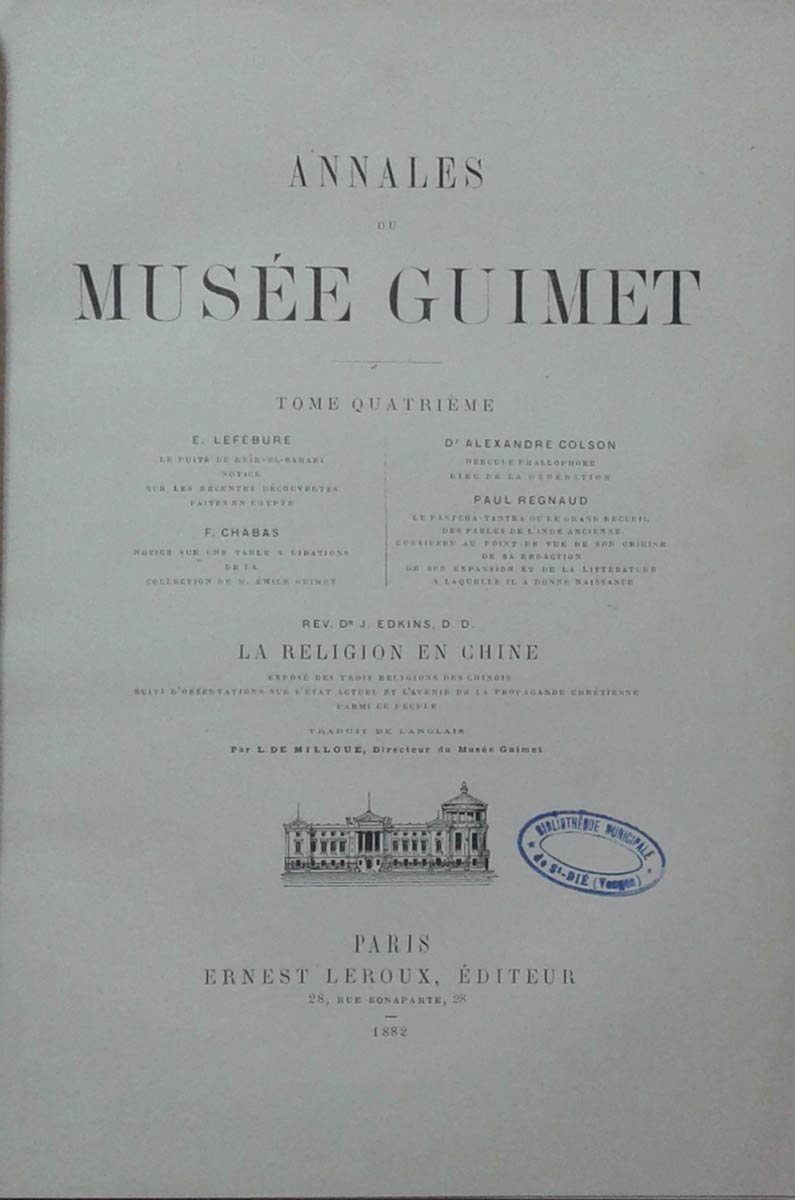 ANNALES
DU
MUSÉE GUIMET
TOME QUATRIÈME
E. LEFÉBURE
LE PUITS DE DEÏR-EL-BAHARI
NOTICE
SUR LES RÉCENTES DÉCOUVERTES
FAITES EN ÉGYPTE
F. CHABAS
NOTICE SUR UNE TABLE A LIBATIONS
DE LA
COLLECTION DE M. ÉMILE GUIMET
Dr ALEXANDRE COLSON
HERCULE PHALLOPHORE
DIEU DE LA GÉNÉRATION
PAUL REGNAUD
LE PANTCHA-TANTRA OU LE GRAND RECUEIL
DES FABLES DE L'INDE ANCIENNE
CONSIDÉRÉ AU POINT DE VUE DE SON ORIGINE
DE SA RÉDACTION
DE SON EXPANSION ET DE LA LITTÉRATURE
A LAQUELLE IL A DONNÉ NAISSANCE
REV. DR J. EDKINS, D. D.
LA RELIGION EN CHINE
EXPOSÉ DES TROIS RELIGIONS DES CHINOIS
SUIVI D'OBSERVATIONS SUR L'ÉTAT ACTUEL ET L'AVENIR DE LA PROPAGANDE CHRÉTIENNE
PARMI CE PEUPLE
TRADUIT DE L'ANGLAIS
Par L. DE MILLOUÉ, Directeur du Musée Guimet
BIBLIOTHÈQUE MUNICIPALE
de St-DIÉ (Vosges)
PARIS
ERNEST LEROUX, ÉDITEUR
28, RUE BONAPARTE, 28
1882